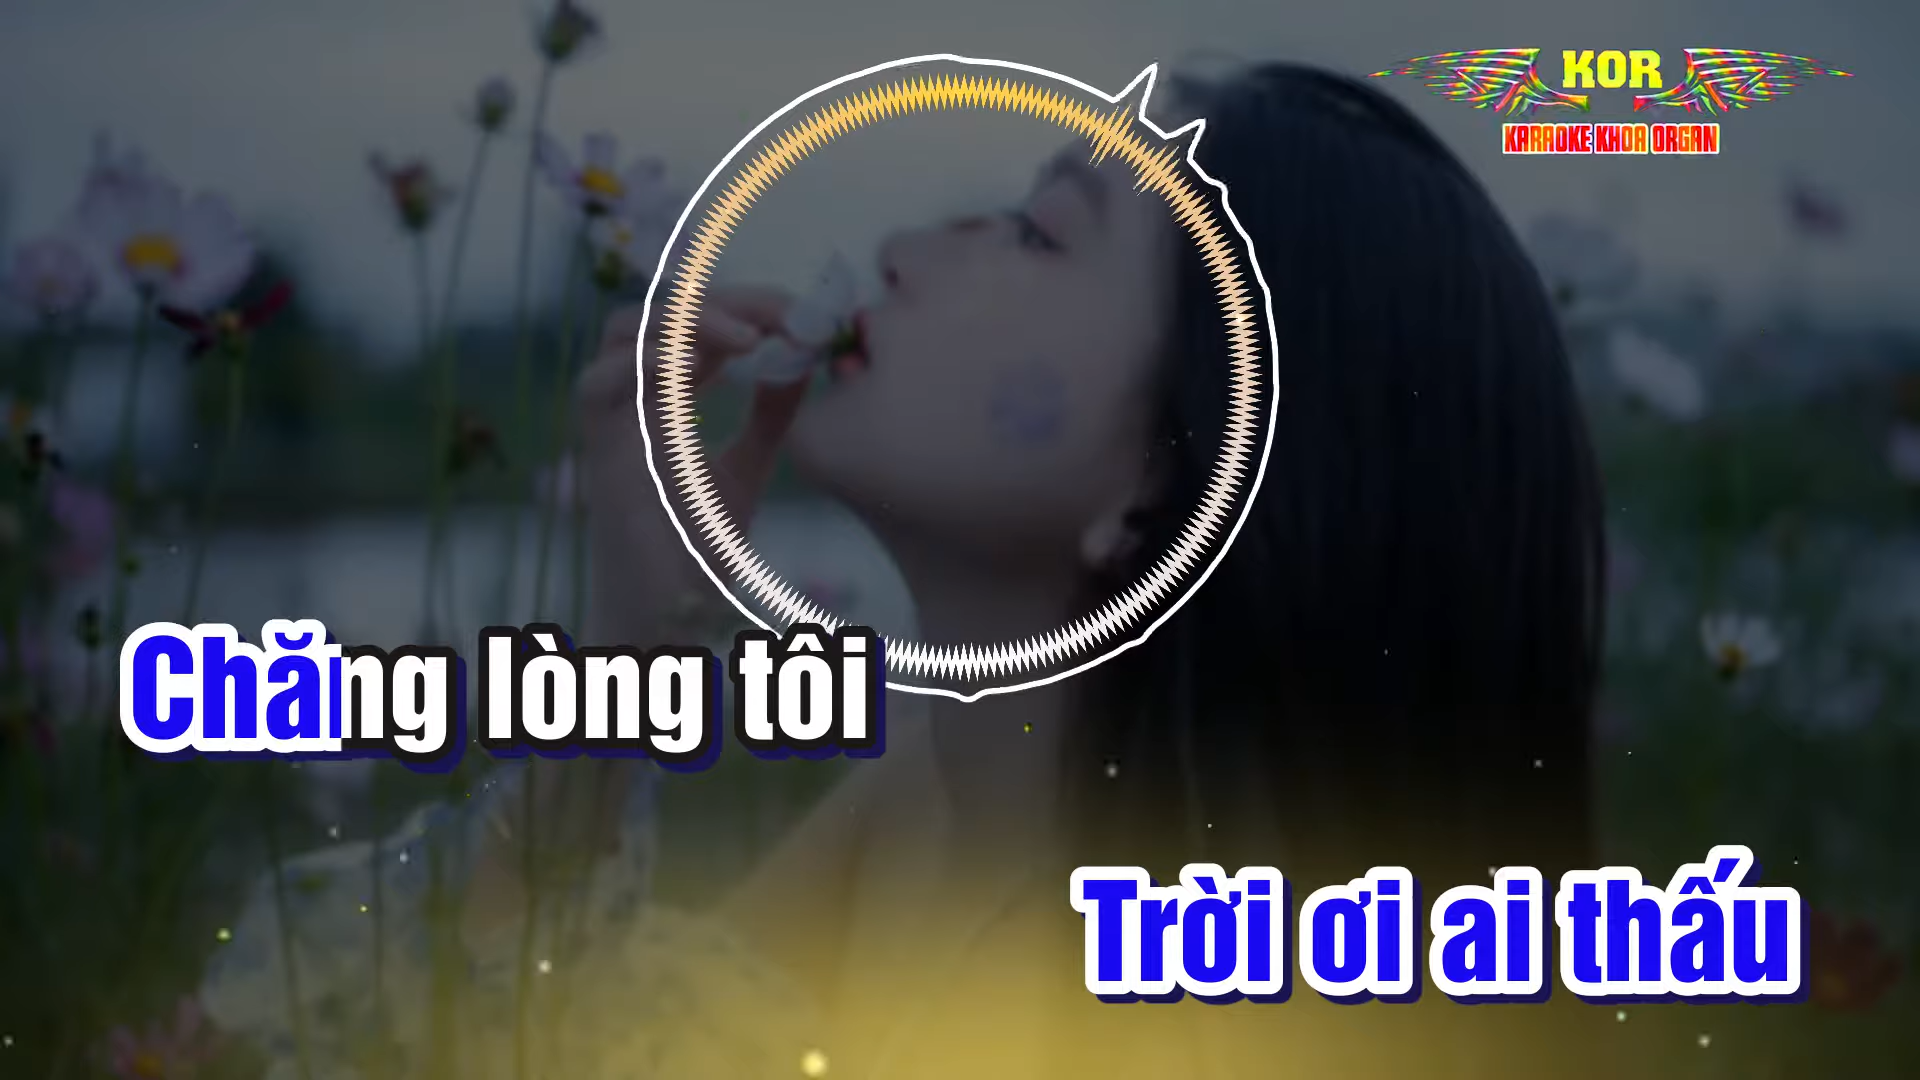 KOR
KARAOKE KHOA ORGAN
Chăng lòng tôi
Trời ơi ai thấu